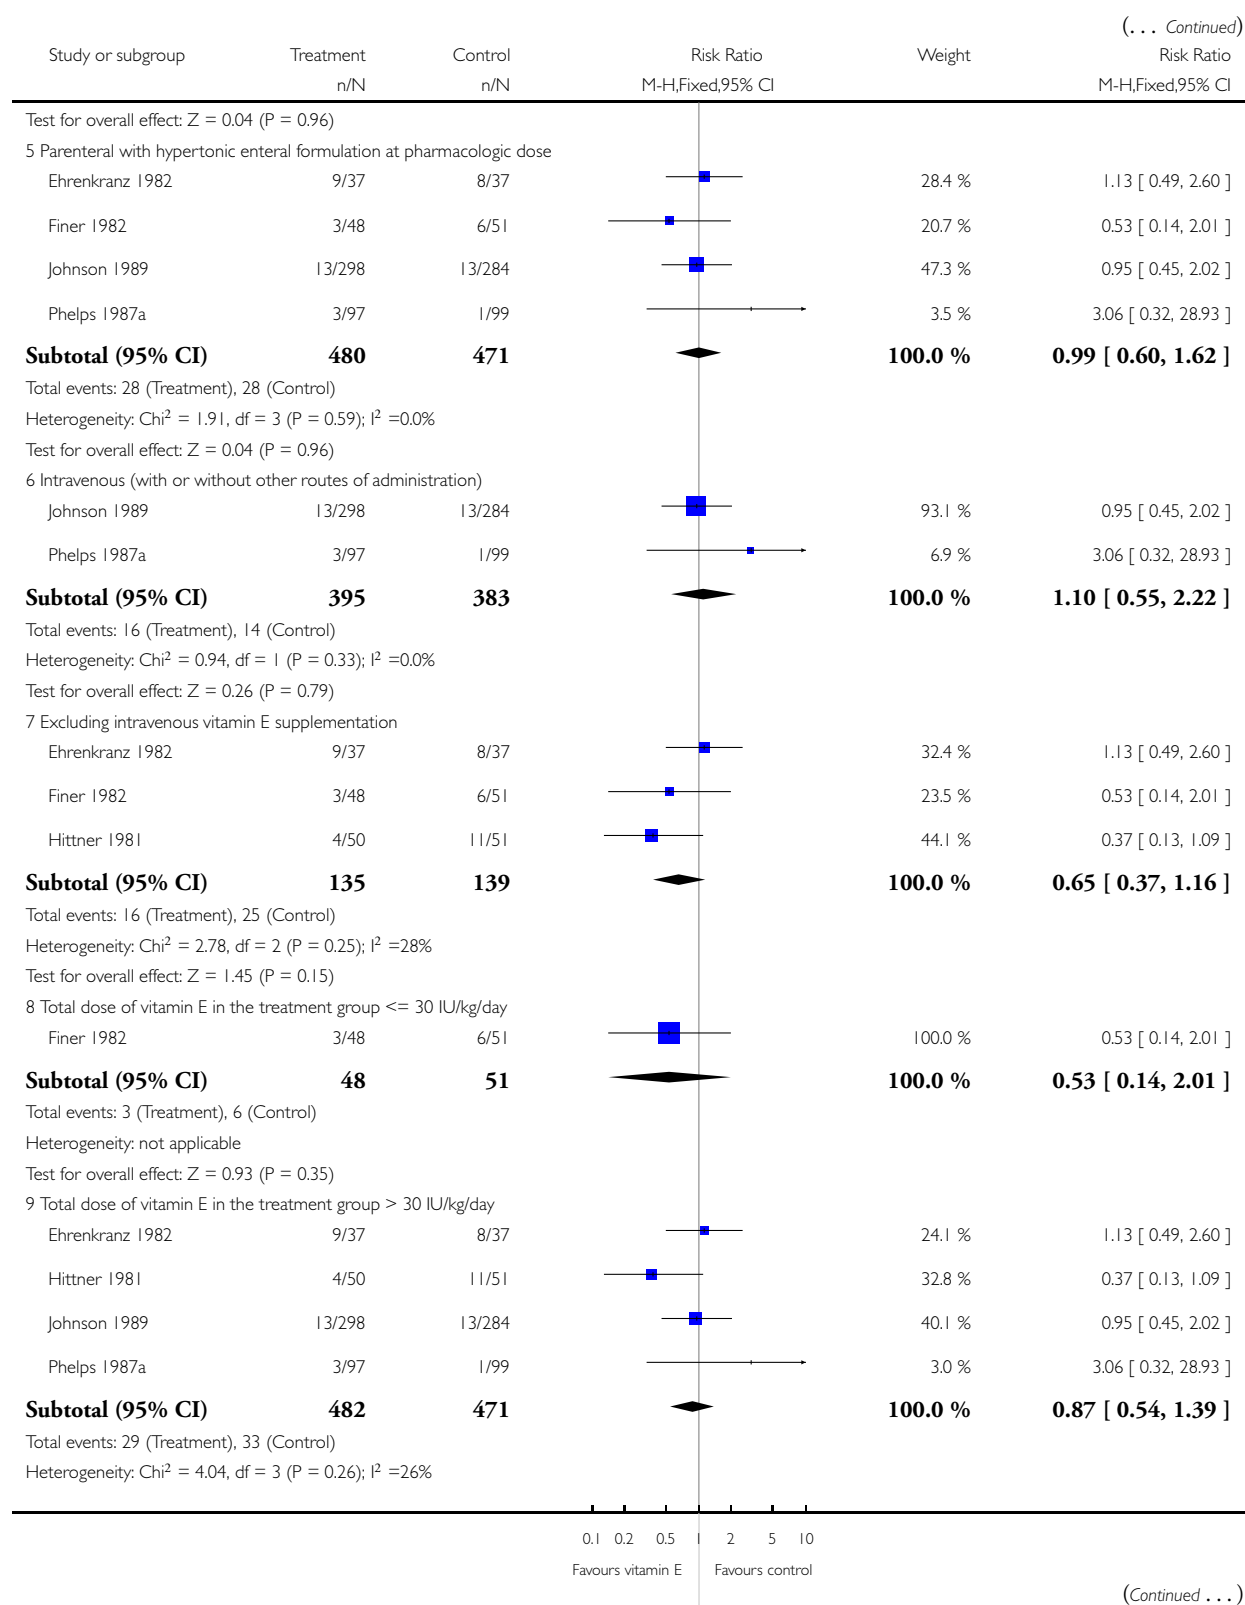 (... Continued)
Study or subgroup Treatment Control Risk Ratio Weight Risk Ratio
n/N n/N M-H,Fixed,95% CI M-H,Fixed,95% CI
Test for overall effect: Z = 0.04 (P = 0.96)
5 Parenteral with hypertonic enteral formulation at pharmacologic dose
Ehrenkranz 1982 9/37 8/37 28.4 % 1.13 [ 0.49, 2.60 ]
Finer 1982 3/48 6/51 20.7 % 0.53 [ 0.14, 2.01 ]
Johnson 1989 13/298 13/284 47.3 % 0.95 [ 0.45, 2.02 ]
Phelps 1987a 3/97 1/99 3.5 % 3.06 [ 0.32, 28.93 ]
Subtotal (95% CI) 480 471 100.0 % 0.99 [ 0.60, 1.62 ]
Total events: 28 (Treatment), 28 (Control)
Heterogeneity: Chi² = 1.91, df = 3 (P = 0.59); I² =0.0%
Test for overall effect: Z = 0.04 (P = 0.96)
6 Intravenous (with or without other routes of administration)
Johnson 1989 13/298 13/284 93.1 % 0.95 [ 0.45, 2.02 ]
Phelps 1987a 3/97 1/99 6.9 % 3.06 [ 0.32, 28.93 ]
Subtotal (95% CI) 395 383 100.0 % 1.10 [ 0.55, 2.22 ]
Total events: 16 (Treatment), 14 (Control)
Heterogeneity: Chi² = 0.94, df = 1 (P = 0.33); I² =0.0%
Test for overall effect: Z = 0.26 (P = 0.79)
7 Excluding intravenous vitamin E supplementation
Ehrenkranz 1982 9/37 8/37 32.4 % 1.13 [ 0.49, 2.60 ]
Finer 1982 3/48 6/51 23.5 % 0.53 [ 0.14, 2.01 ]
Hittner 1981 4/50 11/51 44.1 % 0.37 [ 0.13, 1.09 ]
Subtotal (95% CI) 135 139 100.0 % 0.65 [ 0.37, 1.16 ]
Total events: 16 (Treatment), 25 (Control)
Heterogeneity: Chi² = 2.78, df = 2 (P = 0.25); I² =28%
Test for overall effect: Z = 1.45 (P = 0.15)
8 Total dose of vitamin E in the treatment group <= 30 IU/kg/day
Finer 1982 3/48 6/51 100.0 % 0.53 [ 0.14, 2.01 ]
Subtotal (95% CI) 48 51 100.0 % 0.53 [ 0.14, 2.01 ]
Total events: 3 (Treatment), 6 (Control)
Heterogeneity: not applicable
Test for overall effect: Z = 0.93 (P = 0.35)
9 Total dose of vitamin E in the treatment group > 30 IU/kg/day
Ehrenkranz 1982 9/37 8/37 24.1 % 1.13 [ 0.49, 2.60 ]
Hittner 1981 4/50 11/51 32.8 % 0.37 [ 0.13, 1.09 ]
Johnson 1989 13/298 13/284 40.1 % 0.95 [ 0.45, 2.02 ]
Phelps 1987a 3/97 1/99 3.0 % 3.06 [ 0.32, 28.93 ]
Subtotal (95% CI) 482 471 100.0 % 0.87 [ 0.54, 1.39 ]
Total events: 29 (Treatment), 33 (Control)
Heterogeneity: Chi² = 4.04, df = 3 (P = 0.26); I² =26%
0.1 0.2 0.5 1 2 5 10
Favours vitamin E Favours control
(Continued ...)